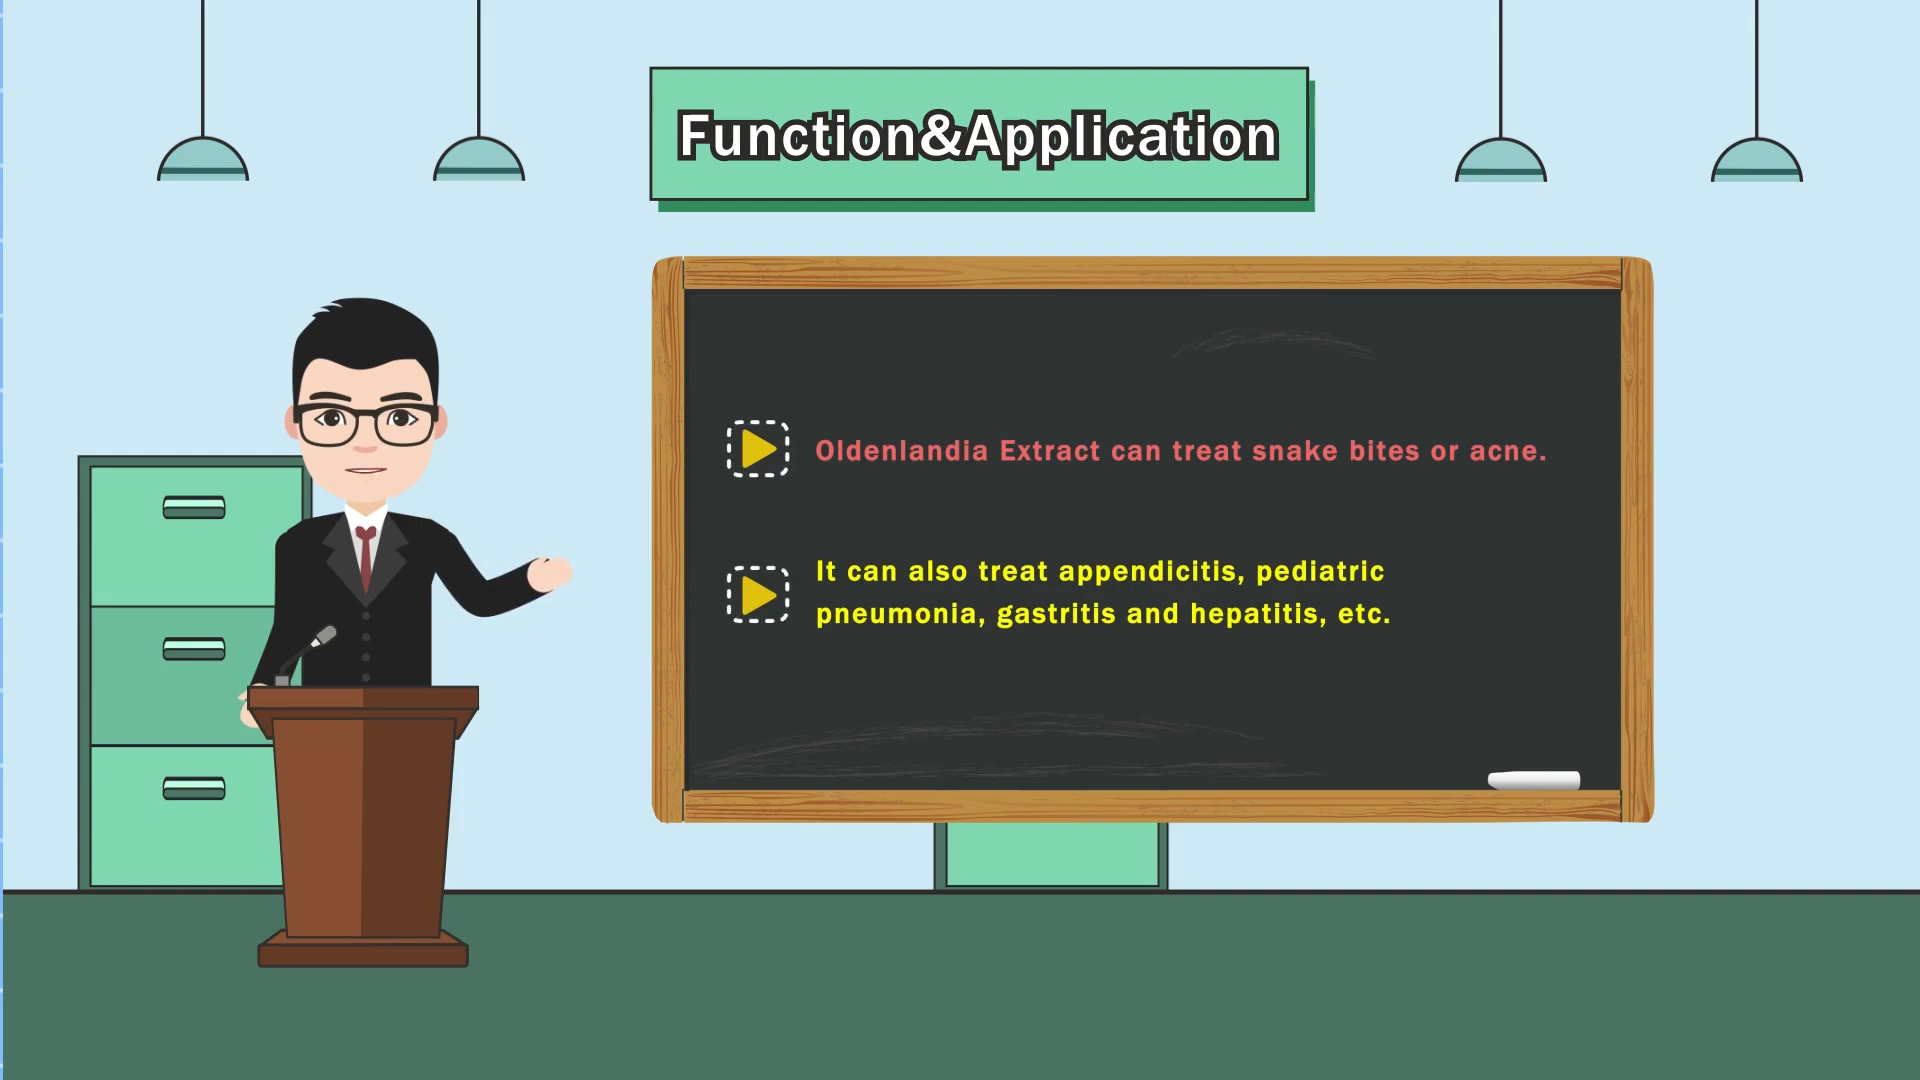 Function&Application
Oldenlandia Extract can treat snake bites or acne.
It can also treat appendicitis, pediatric
pneumonia, gastritis and hepatitis, etc.